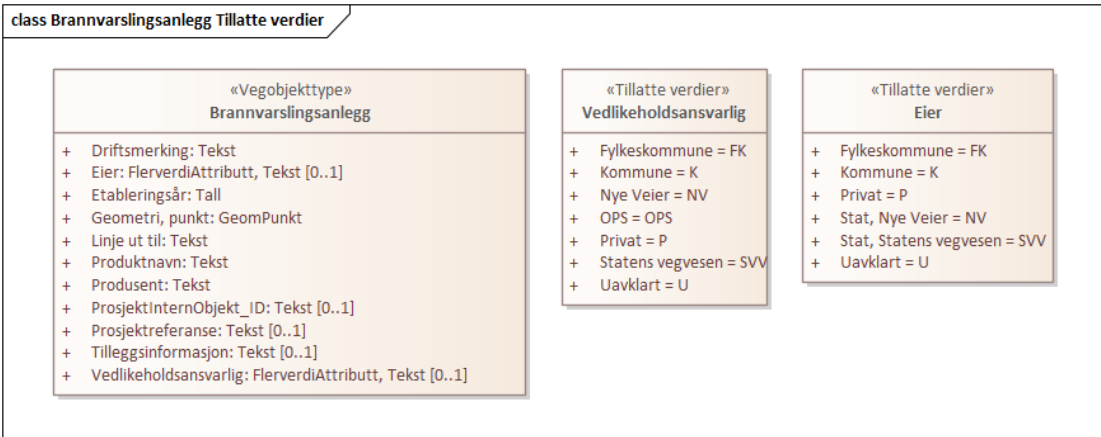 class Brannvarslingsanlegg Tillatte verdier
«Vegobjekttype»
Brannvarslingsanlegg
+ Driftsmerking: Tekst
+ Eier: FlerverdiAttributt, Tekst [0..1]
+ Etableringsår: Tall
+ Geometri, punkt: GeomPunkt
+ Linje ut til: Tekst
+ Produktnavn: Tekst
+ Produsent: Tekst
+ ProsjektInternObjekt_ID: Tekst [0..1]
+ Prosjektreferanse: Tekst [0..1]
+ Tilleggsinformasjon: Tekst [0..1]
+ Vedlikeholdsansvarlig: FlerverdiAttributt, Tekst [0..1]
«Tillatte verdier»
Vedlikeholdsansvarlig
+ Fylkeskommune = FK
+ Kommune = K
+ Nye Veier = NV
+ OPS = OPS
+ Privat = P
+ Statens vegvesen = SVV
+ Uavklart = U
«Tillatte verdier»
Eier
+ Fylkeskommune = FK
+ Kommune = K
+ Privat = P
+ Stat, Nye Veier = NV
+ Stat, Statens vegvesen = SVV
+ Uavklart = U